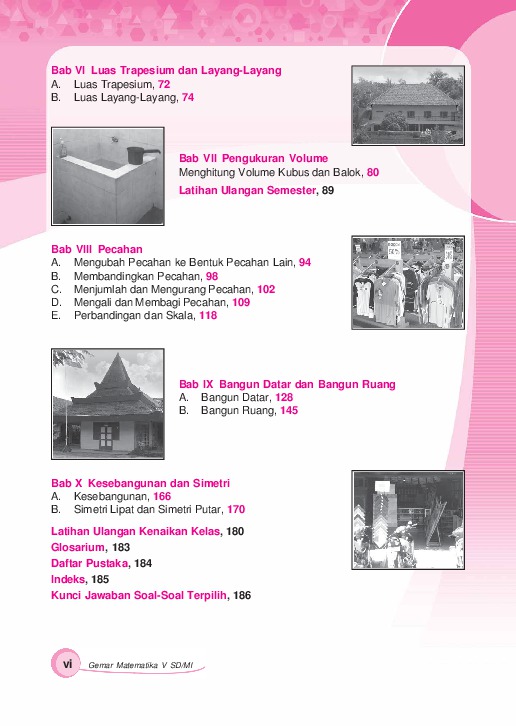 Bab VI Luas Trapesium dan Layang-Layang
A. Luas Trapesium, 72
B. Luas Layang-Layang, 74
Bab VII Pengukuran Volume
Menghitung Volume Kubus dan Balok, 80
Latihan Ulangan Semester, 89
Bab VIII Pecahan
A. Mengubah Pecahan ke Bentuk Pecahan Lain, 94
B. Membandingkan Pecahan, 98
C. Menjumlah dan Mengurang Pecahan, 102
D. Mengali dan Membagi Pecahan, 109
E. Perbandingan dan Skala, 118
Bab IX Bangun Datar dan Bangun Ruang
A. Bangun Datar, 128
B. Bangun Ruang, 145
Bab X Kesebangunan dan Simetri
A. Kesebangunan, 166
B. Simetri Lipat dan Simetri Putar, 170
Latihan Ulangan Kenaikan Kelas, 180
Glosarium, 183
Daftar Pustaka, 184
Indeks, 185
Kunci Jawaban Soal-Soal Terpilih, 186
vi Gemar Matematika V SD/MI